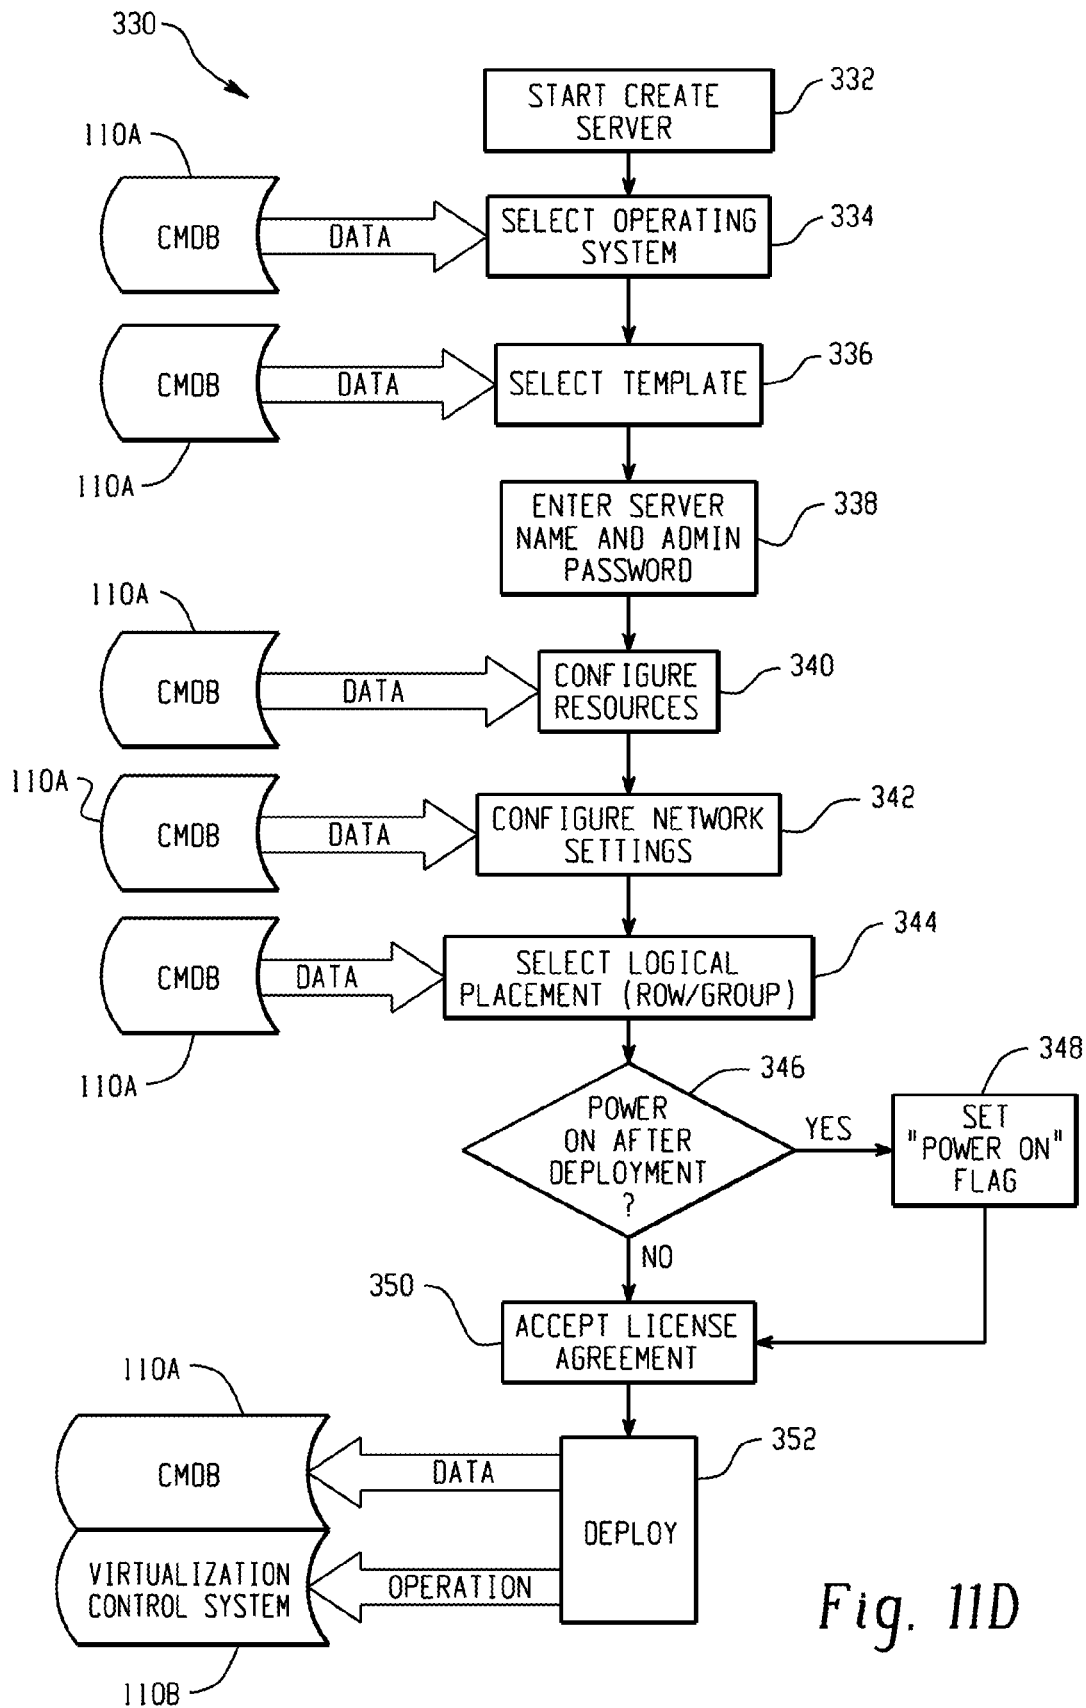 330
START CREATE
SERVER
332
110A
CMDB
DATA
SELECT OPERATING
SYSTEM
334
CMDB
DATA
SELECT TEMPLATE
336
110A
ENTER SERVER
NAME AND ADMIN
PASSWORD
338
110A
CMDB
DATA
CONFIGURE
RESOURCES
340
110A
CMDB
DATA
CONFIGURE NETWORK
SETTINGS
342
CMDB
DATA
SELECT LOGICAL
PLACEMENT (ROW/GROUP)
344
110A
POWER
ON AFTER
DEPLOYMENT
?
346
YES
SET
"POWER ON"
FLAG
348
NO
350
ACCEPT LICENSE
AGREEMENT
110A
CMDB
DATA
DEPLOY
352
VIRTUALIZATION
CONTROL SYSTEM
OPERATION
110B
Fig. 11D